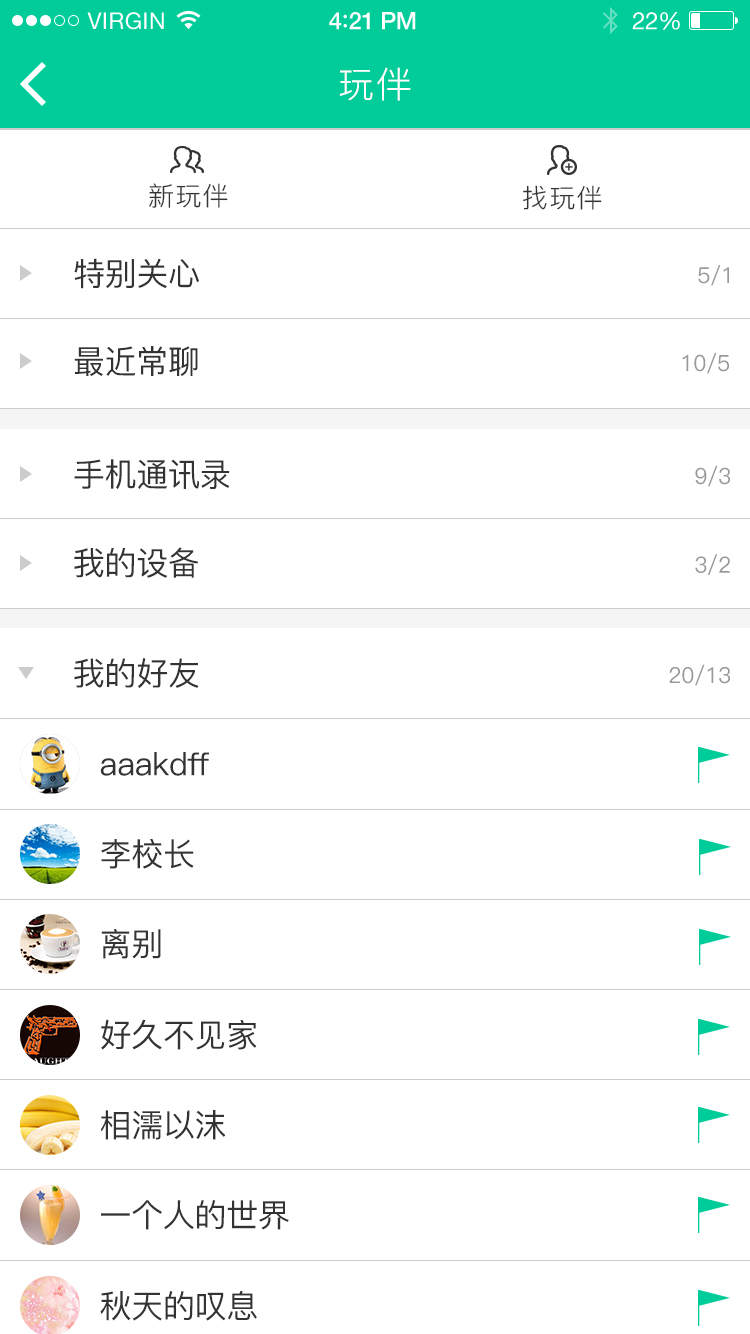 VIRGIN 4:21 PM 22%
玩伴
新玩伴 找玩伴
特别关心 5/1
最近常聊 10/5
手机通讯录 9/3
我的设备 3/2
我的好友 20/13
aaakdff
李校长
离别
好久不见家
AUGHT
相濡以沫
一个人的世界
秋天的叹息